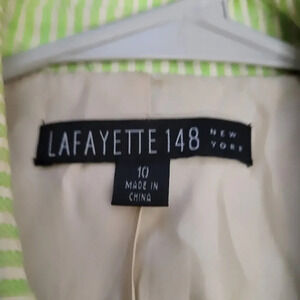 LAFAYETTE 148 NEW YORK
10
MADE IN
CHINA